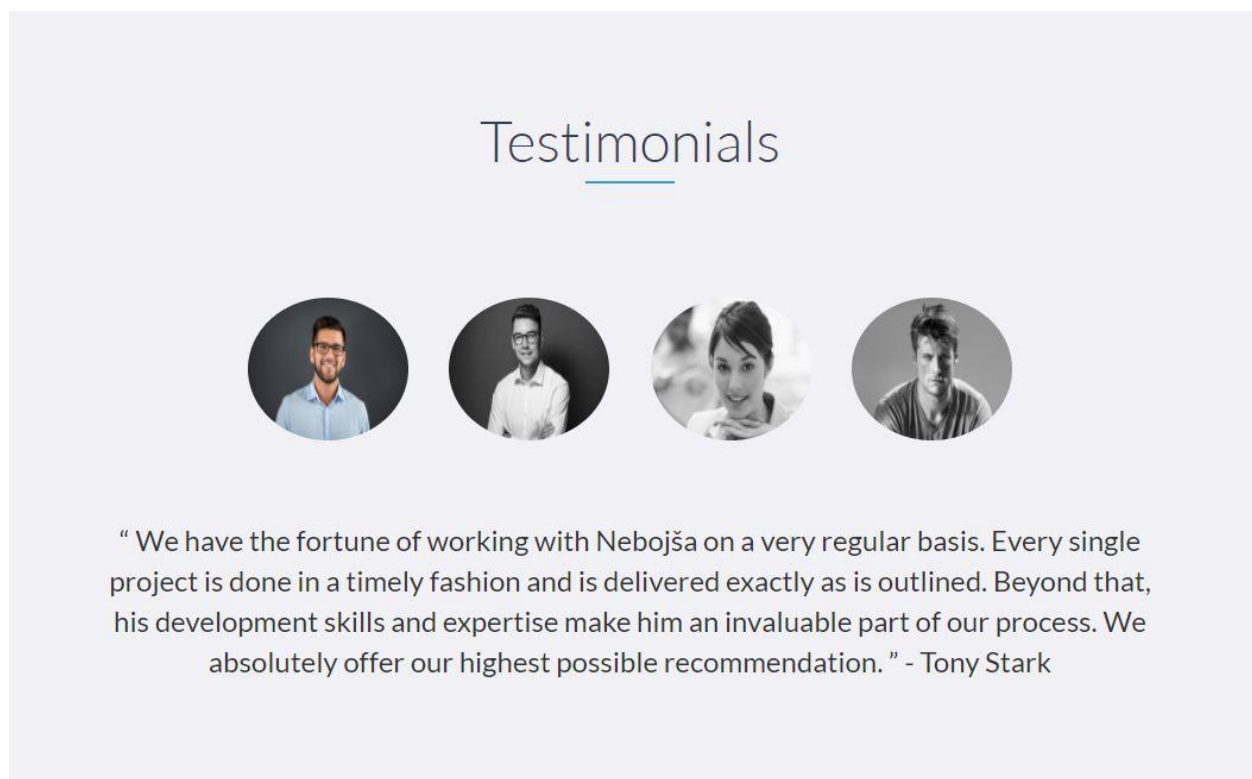 Testimonials
“ We have the fortune of working with Nebojša on a very regular basis. Every single
project is done in a timely fashion and is delivered exactly as is outlined. Beyond that,
his development skills and expertise make him an invaluable part of our process. We
absolutely offer our highest possible recommendation. ” - Tony Stark